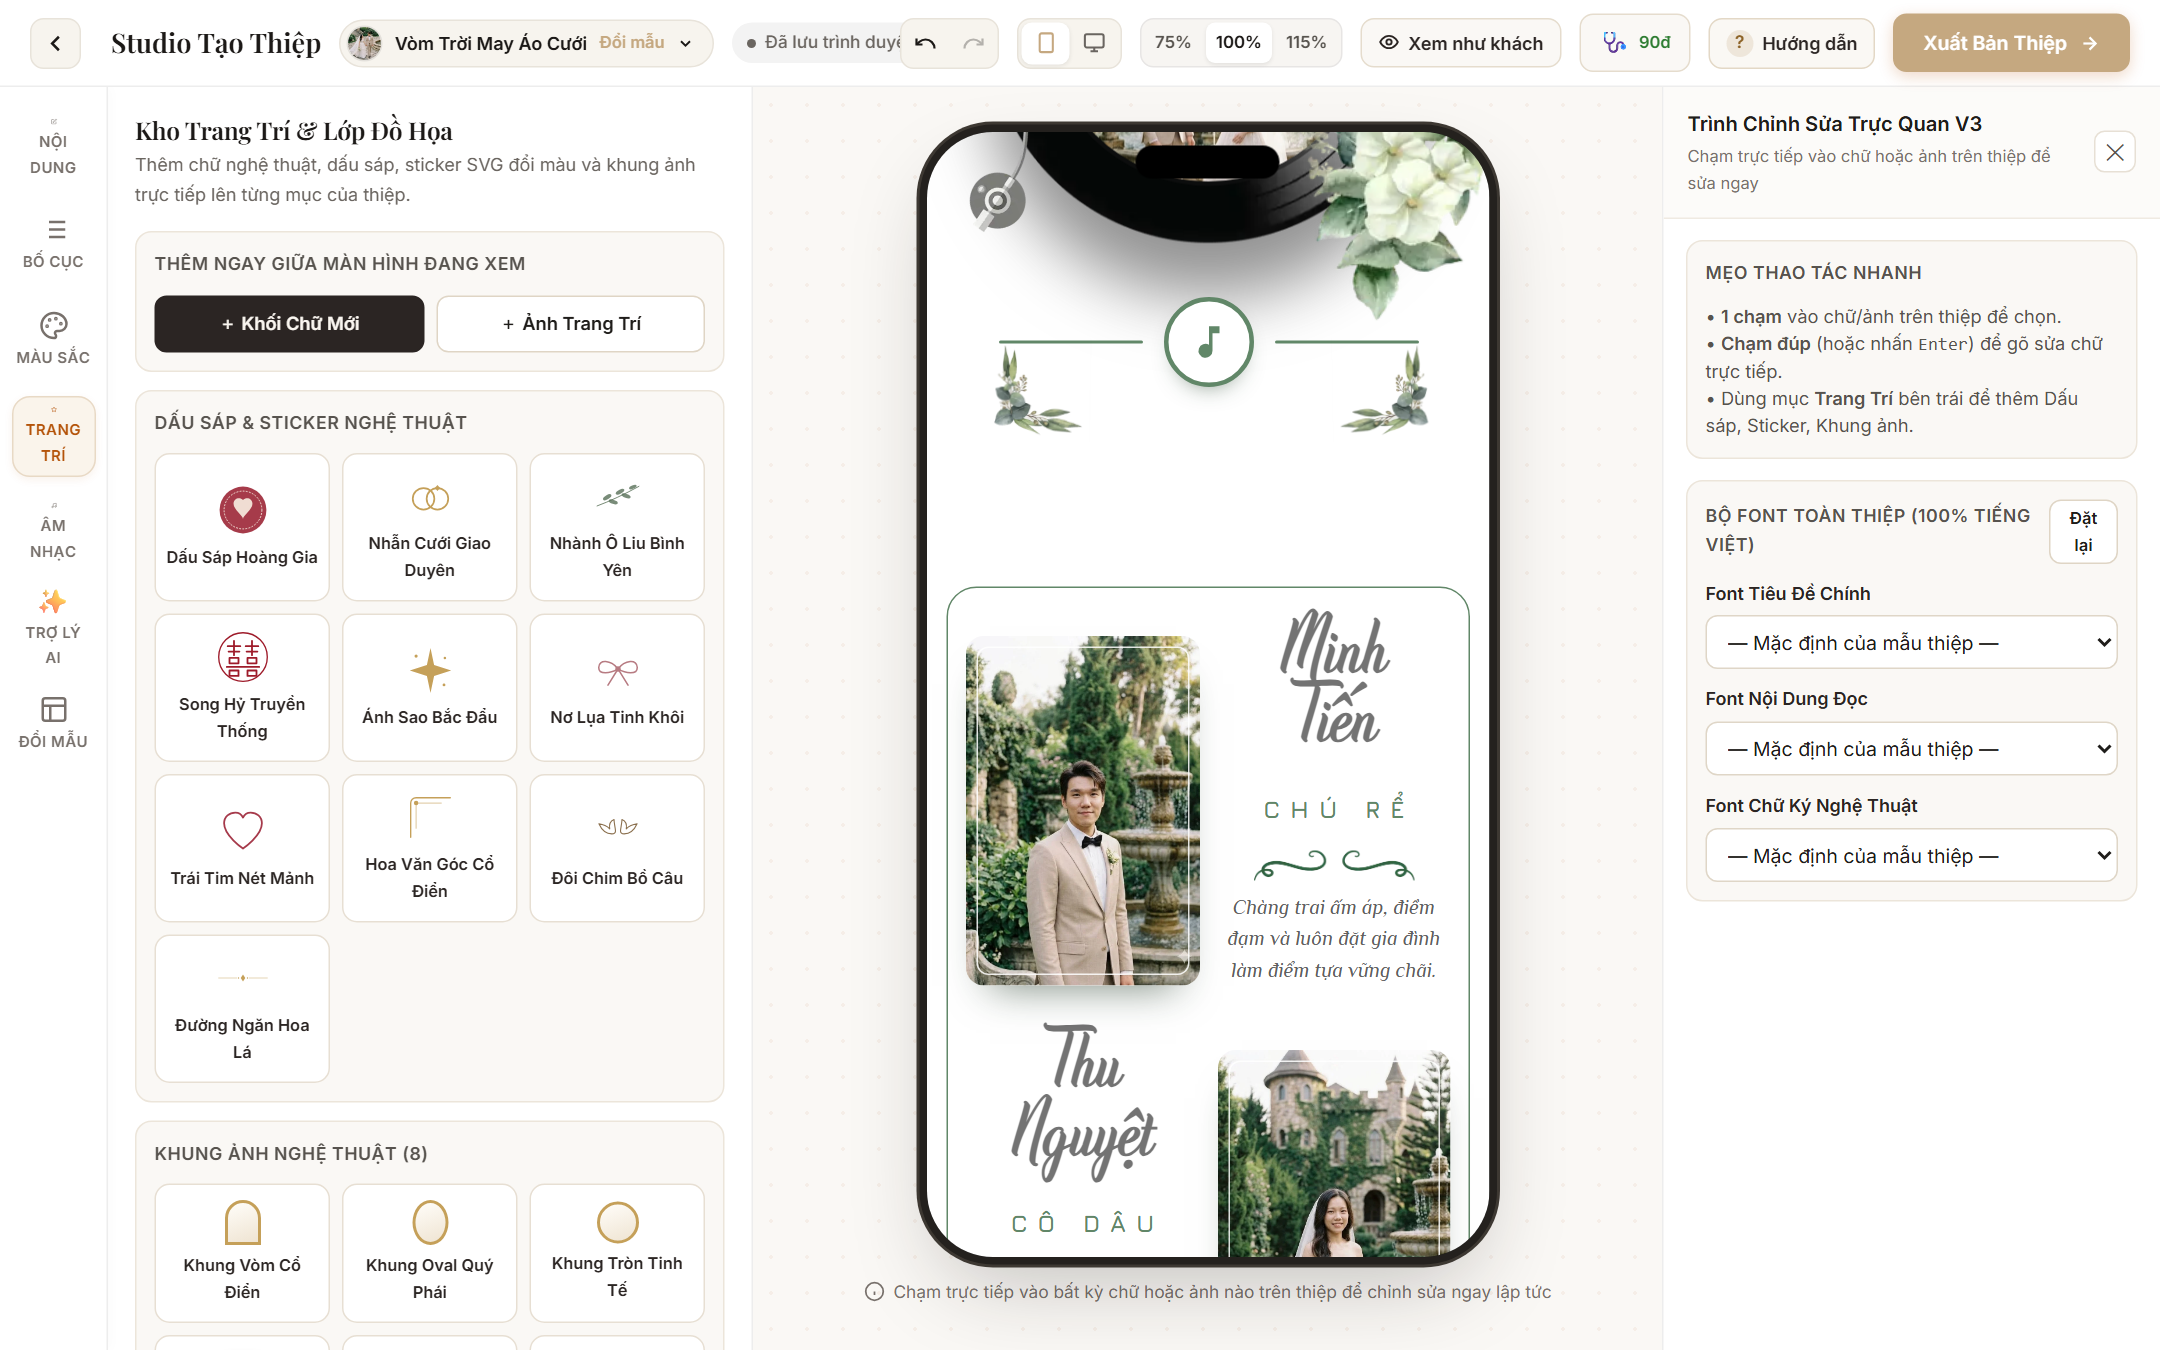 Studio Tạo Thiệp
Vòm Trời May Áo Cưới Đổi mẫu
Đã lưu trình duyệ
75% 100% 115%
Xem như khách
90đ
? Hướng dẫn
Xuất Bản Thiệp →
NỘI
DUNG
BỐ CỤC
MÀU SẮC
TRANG
TRÍ
ÂM
NHẠC
TRỢ LÝ
AI
ĐỔI MẪU
Kho Trang Trí & Lớp Đồ Họa
Thêm chữ nghệ thuật, dấu sáp, sticker SVG đổi màu và khung ảnh
trực tiếp lên từng mục của thiệp.
THÊM NGAY GIỮA MÀN HÌNH ĐANG XEM
+ Khối Chữ Mới
+ Ảnh Trang Trí
DẤU SÁP & STICKER NGHỆ THUẬT
Dấu Sáp Hoàng Gia
Nhẫn Cưới Giao
Duyên
Nhành Ô Liu Bình
Yên
囍
Song Hỷ Truyền
Thống
Ánh Sao Bắc Đẩu
Nơ Lụa Tinh Khôi
Trái Tim Nét Mảnh
Hoa Văn Góc Cổ
Điển
Đôi Chim Bồ Câu
Đường Ngăn Hoa
Lá
KHUNG ẢNH NGHỆ THUẬT (8)
Khung Vòm Cổ
Điển
Khung Oval Quý
Phái
Khung Tròn Tinh
Tế
Minh
Tiến
CHÚ RỂ
Chàng trai ấm áp, điềm
đạm và luôn đặt gia đình
làm điểm tựa vững chãi.
Thu
Nguyệt
CÔ DÂU
Chạm trực tiếp vào bất kỳ chữ hoặc ảnh nào trên thiệp để chỉnh sửa ngay lập tức
Trình Chỉnh Sửa Trực Quan V3
Chạm trực tiếp vào chữ hoặc ảnh trên thiệp để
sửa ngay
MẸO THAO TÁC NHANH
• 1 chạm vào chữ/ảnh trên thiệp để chọn.
• Chạm đúp (hoặc nhấn Enter) để gõ sửa chữ
trực tiếp.
• Dùng mục Trang Trí bên trái để thêm Dấu
sáp, Sticker, Khung ảnh.
BỘ FONT TOÀN THIỆP (100% TIẾNG
VIỆT)
Đặt
lại
Font Tiêu Đề Chính
— Mặc định của mẫu thiệp —
Font Nội Dung Đọc
— Mặc định của mẫu thiệp —
Font Chữ Ký Nghệ Thuật
— Mặc định của mẫu thiệp —